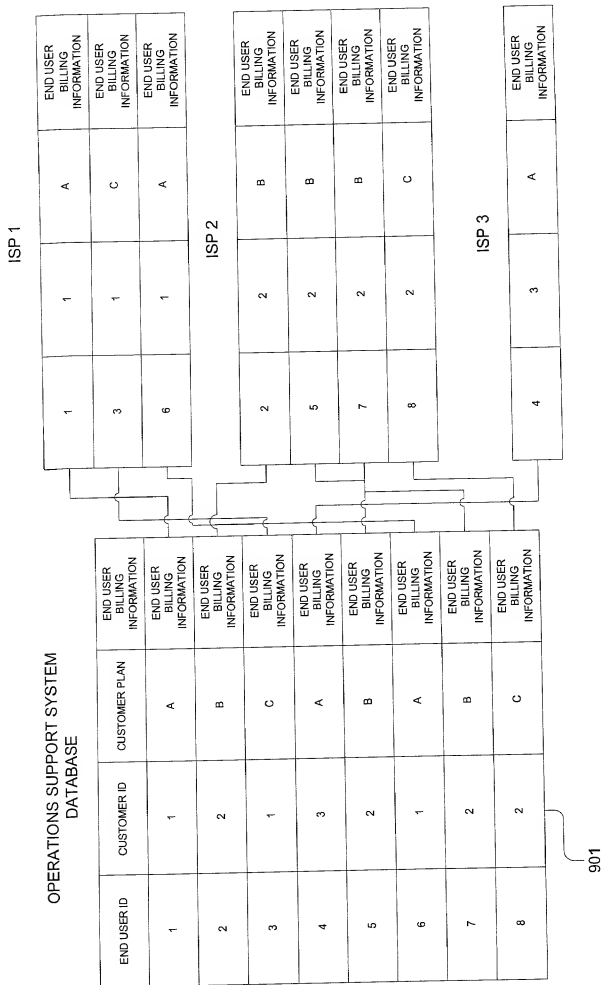 OPERATIONS SUPPORT SYSTEM
DATABASE
END USER ID
CUSTOMER ID
CUSTOMER PLAN
END USER
BILLING
INFORMATION
1
1
A
END USER
BILLING
INFORMATION
2
2
B
END USER
BILLING
INFORMATION
3
1
C
END USER
BILLING
INFORMATION
4
3
A
END USER
BILLING
INFORMATION
5
2
B
END USER
BILLING
INFORMATION
6
1
A
END USER
BILLING
INFORMATION
7
2
B
END USER
BILLING
INFORMATION
8
2
C
END USER
BILLING
INFORMATION
901
ISP 1
1
1
A
END USER
BILLING
INFORMATION
3
1
C
END USER
BILLING
INFORMATION
6
1
A
END USER
BILLING
INFORMATION
ISP 2
2
2
B
END USER
BILLING
INFORMATION
5
2
B
END USER
BILLING
INFORMATION
7
2
B
END USER
BILLING
INFORMATION
8
2
C
END USER
BILLING
INFORMATION
ISP 3
4
3
A
END USER
BILLING
INFORMATION